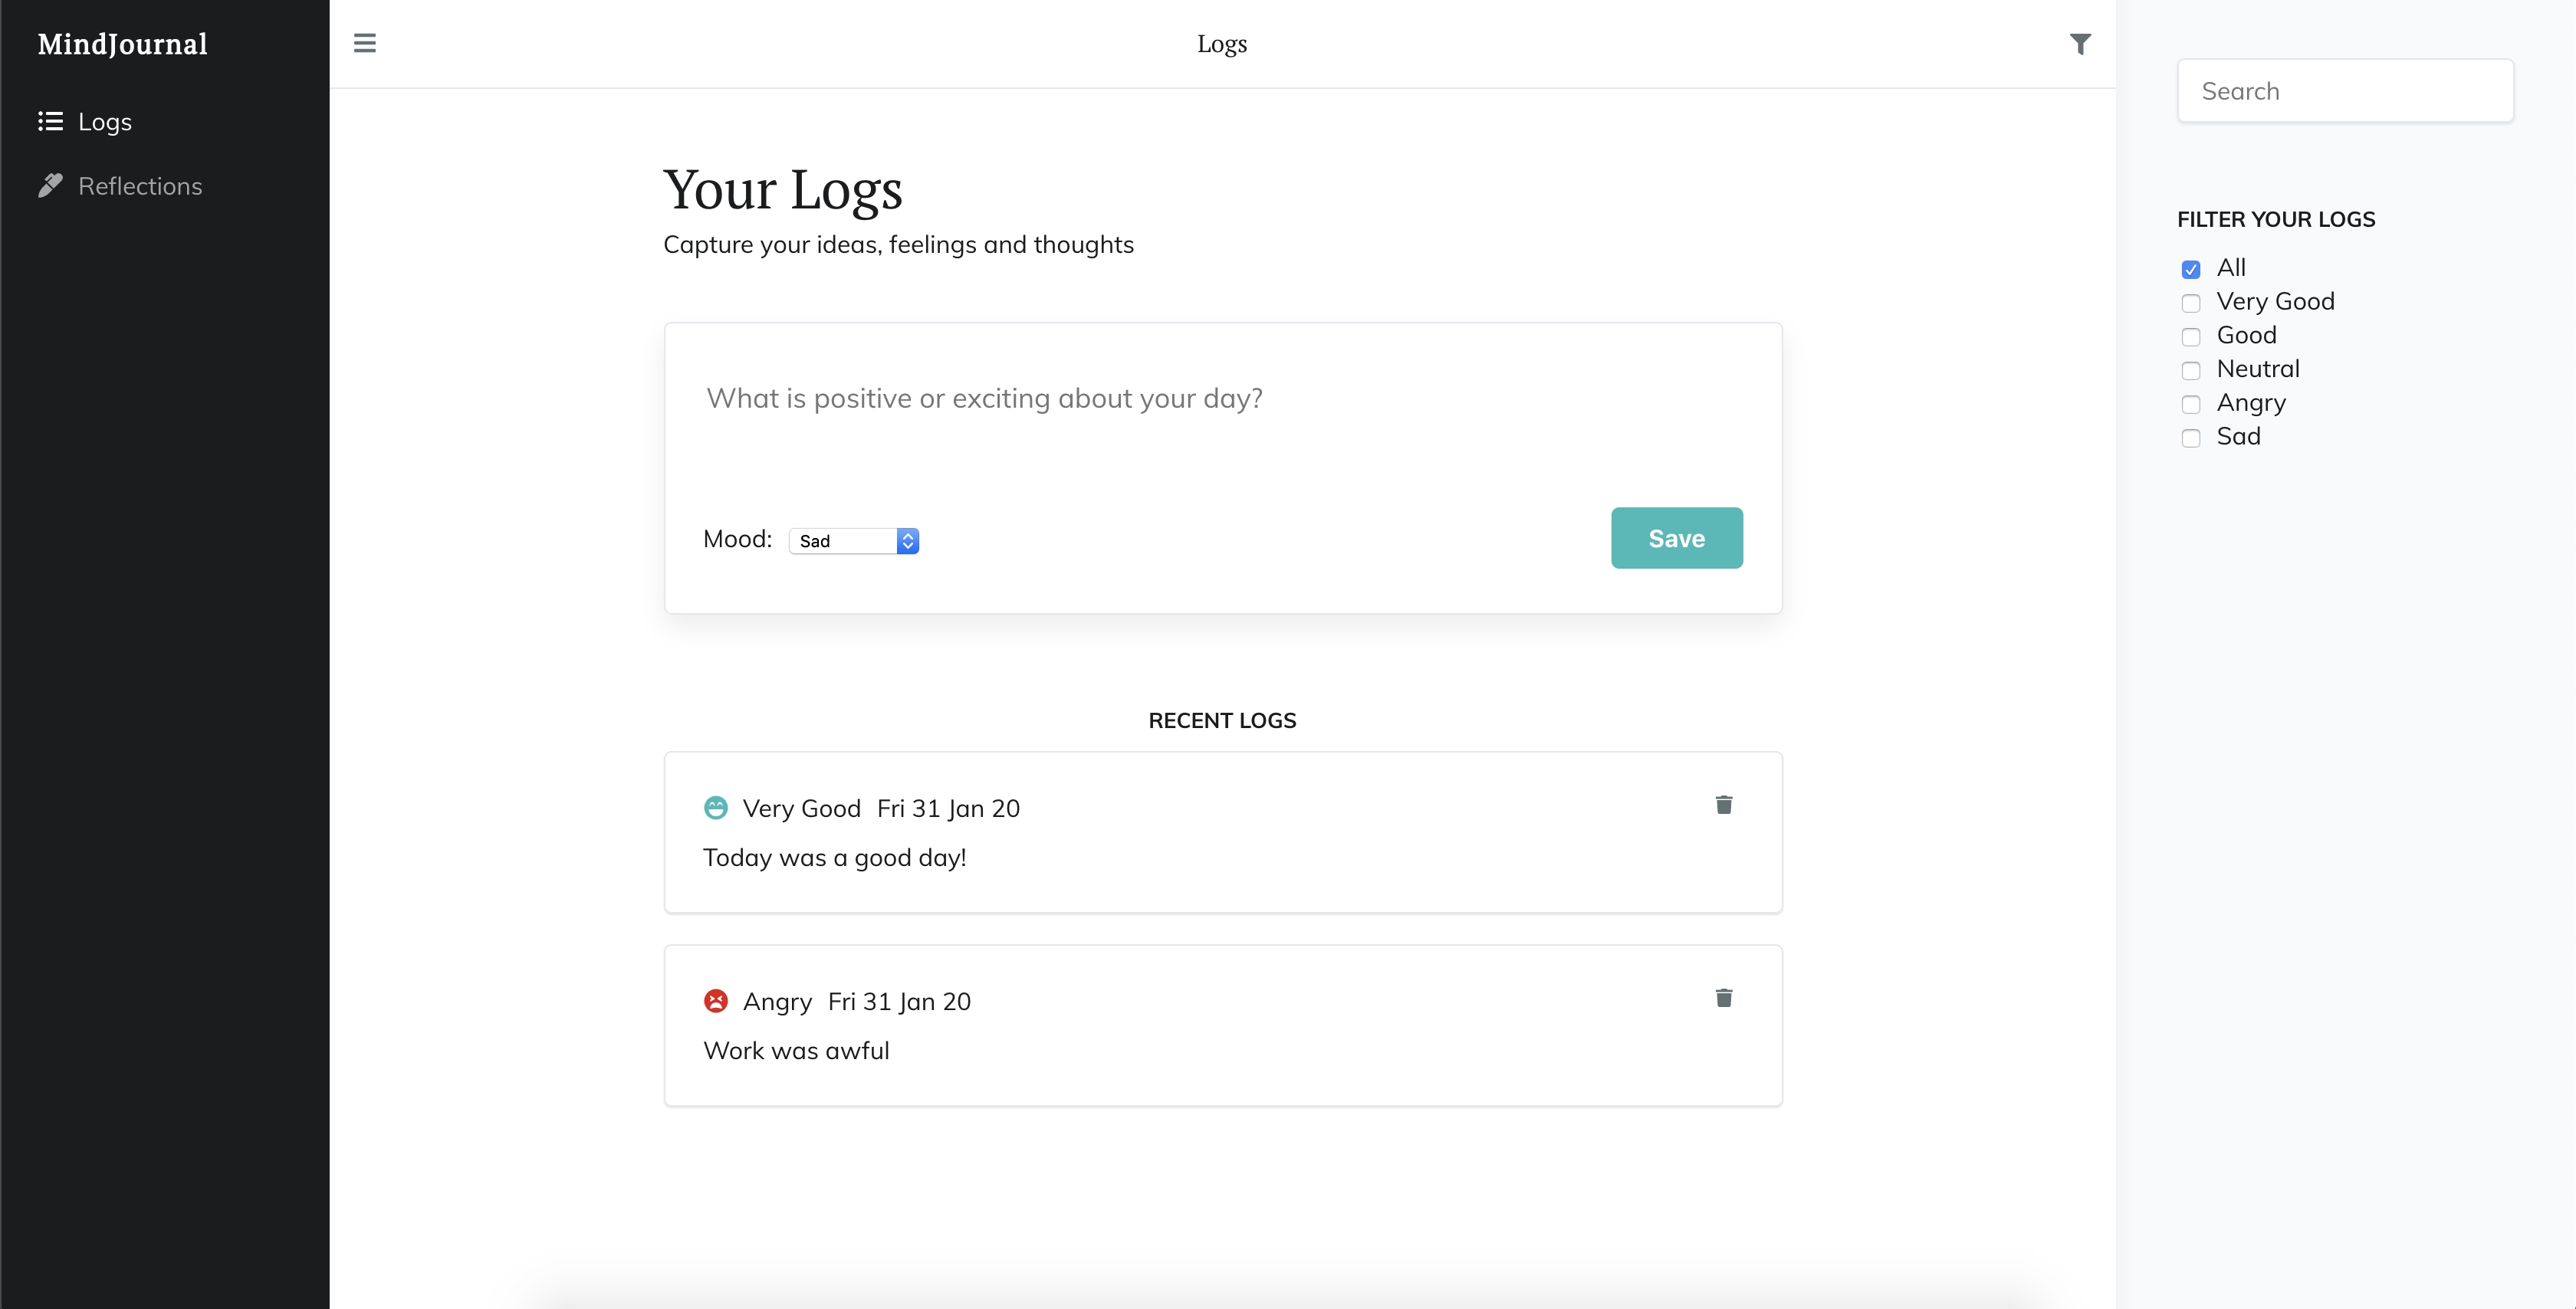 MindJournal
Logs
Reflections
Logs
Your Logs
Capture your ideas, feelings and thoughts
What is positive or exciting about your day?
Mood: Sad
Save
RECENT LOGS
Very Good Fri 31 Jan 20
Today was a good day!
Angry Fri 31 Jan 20
Work was awful
Search
FILTER YOUR LOGS
All
Very Good
Good
Neutral
Angry
Sad